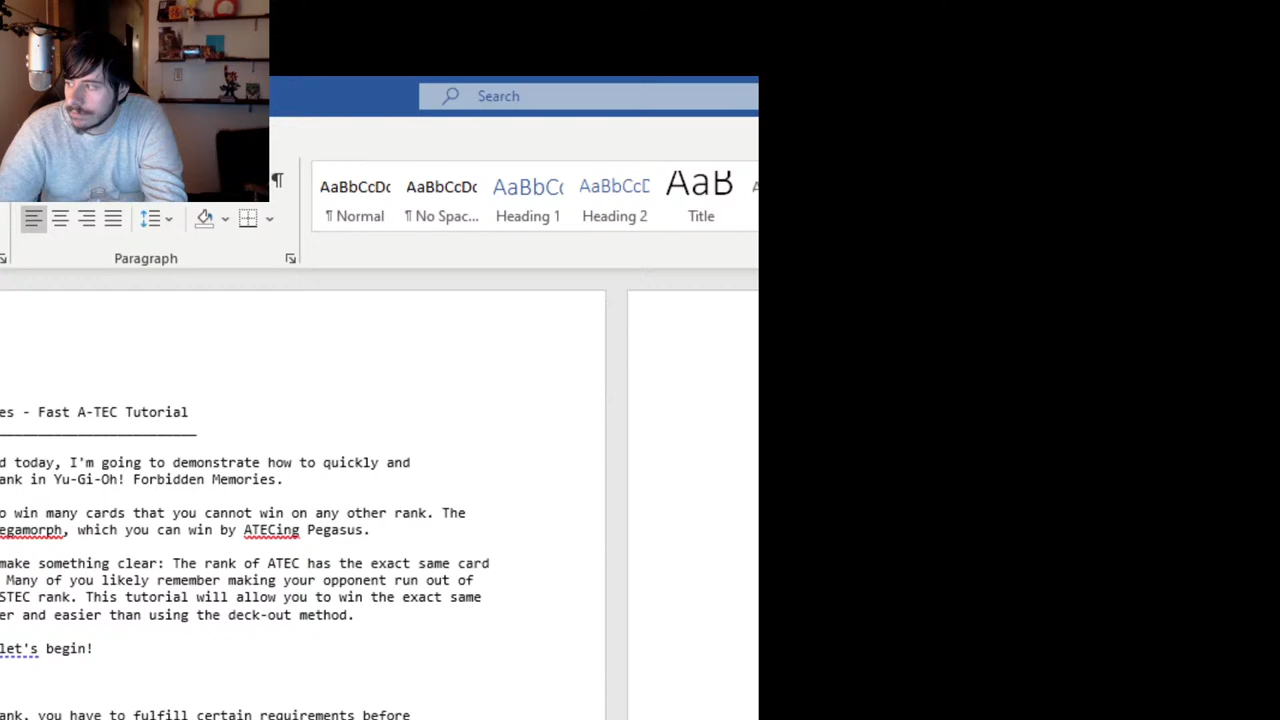 Search
AaBbCcDc AaBbCcDc AaBbC( AaBbCcE AaB
¶ Normal ¶ No Spac... Heading 1 Heading 2 Title
Paragraph
es - Fast A-TEC Tutorial
d today, I'm going to demonstrate how to quickly and
ank in Yu-Gi-Oh! Forbidden Memories.
o win many cards that you cannot win on any other rank. The
egamorph, which you can win by ATECing Pegasus.
make something clear: The rank of ATEC has the exact same card
Many of you likely remember making your opponent run out of
STEC rank. This tutorial will allow you to win the exact same
er and easier than using the deck-out method.
let's begin!
ank, you have to fulfill certain requirements before